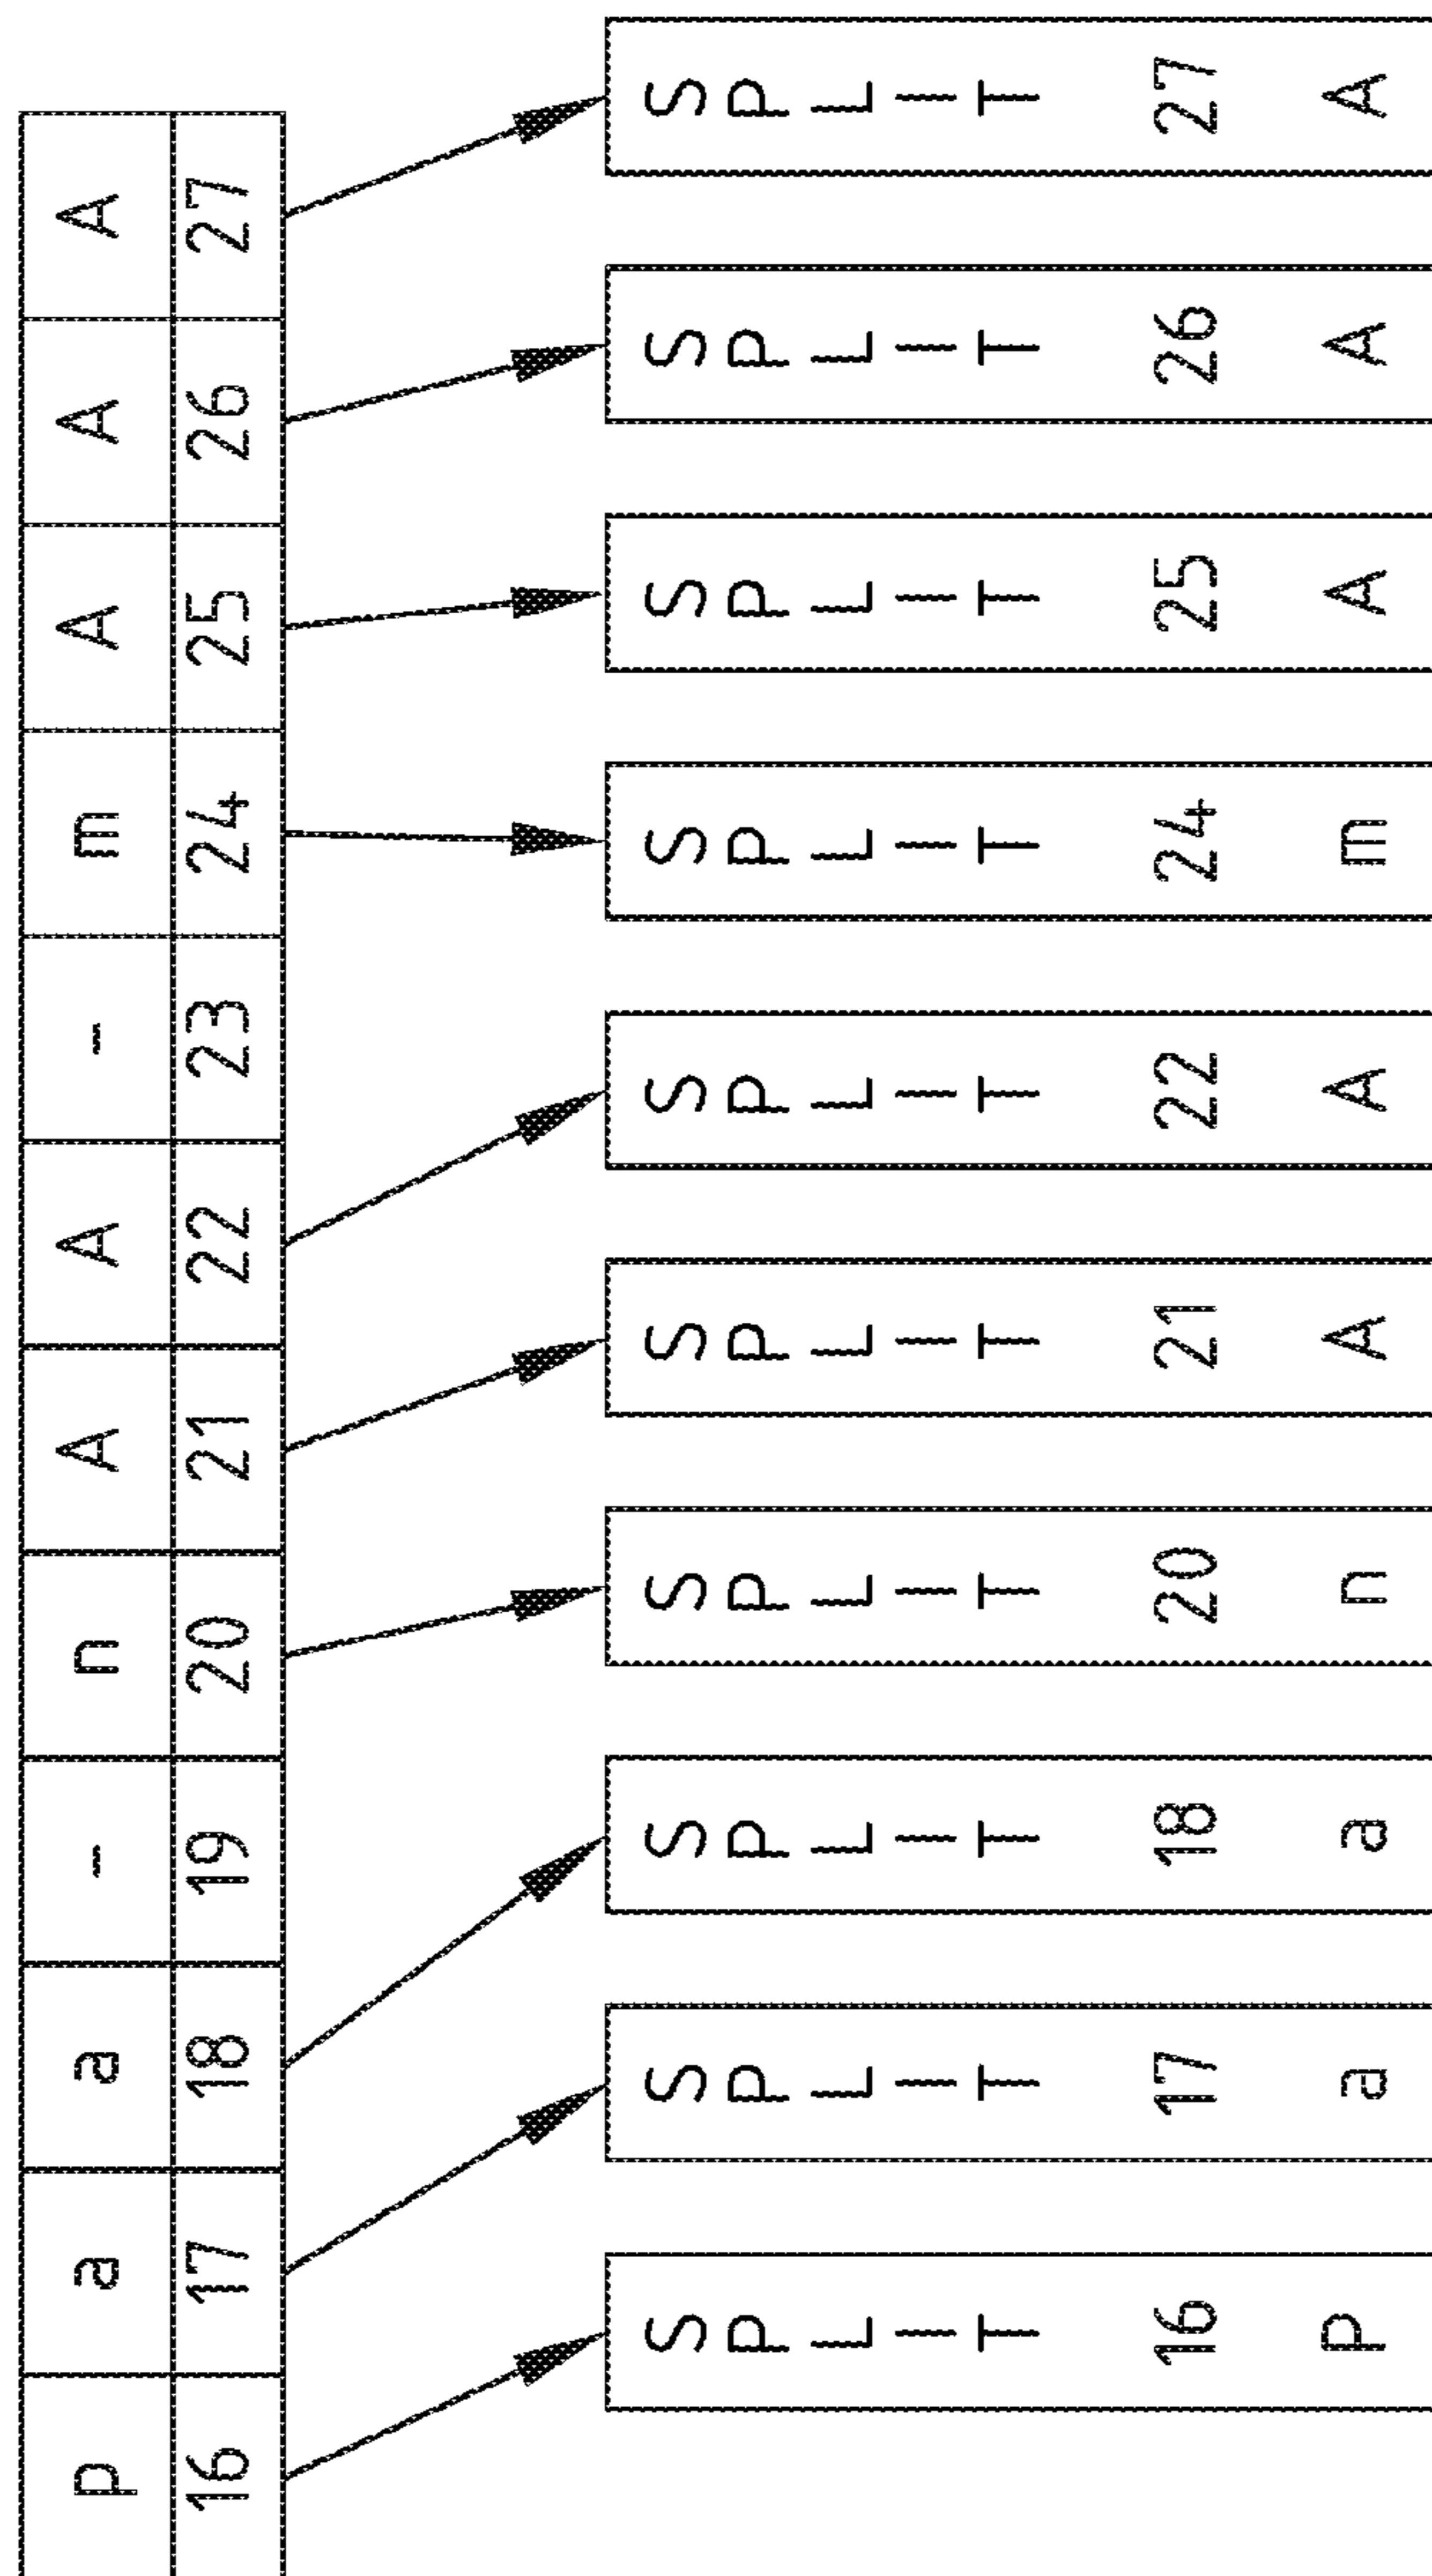 p a a - n A A - m A A A
16 17 18 19 20 21 22 23 24 25 26 27
SPLIT 16 P
SPLIT 17 a
SPLIT 18 a
SPLIT 20 n
SPLIT 21 A
SPLIT 22 A
SPLIT 24 m
SPLIT 25 A
SPLIT 26 A
SPLIT 27 A